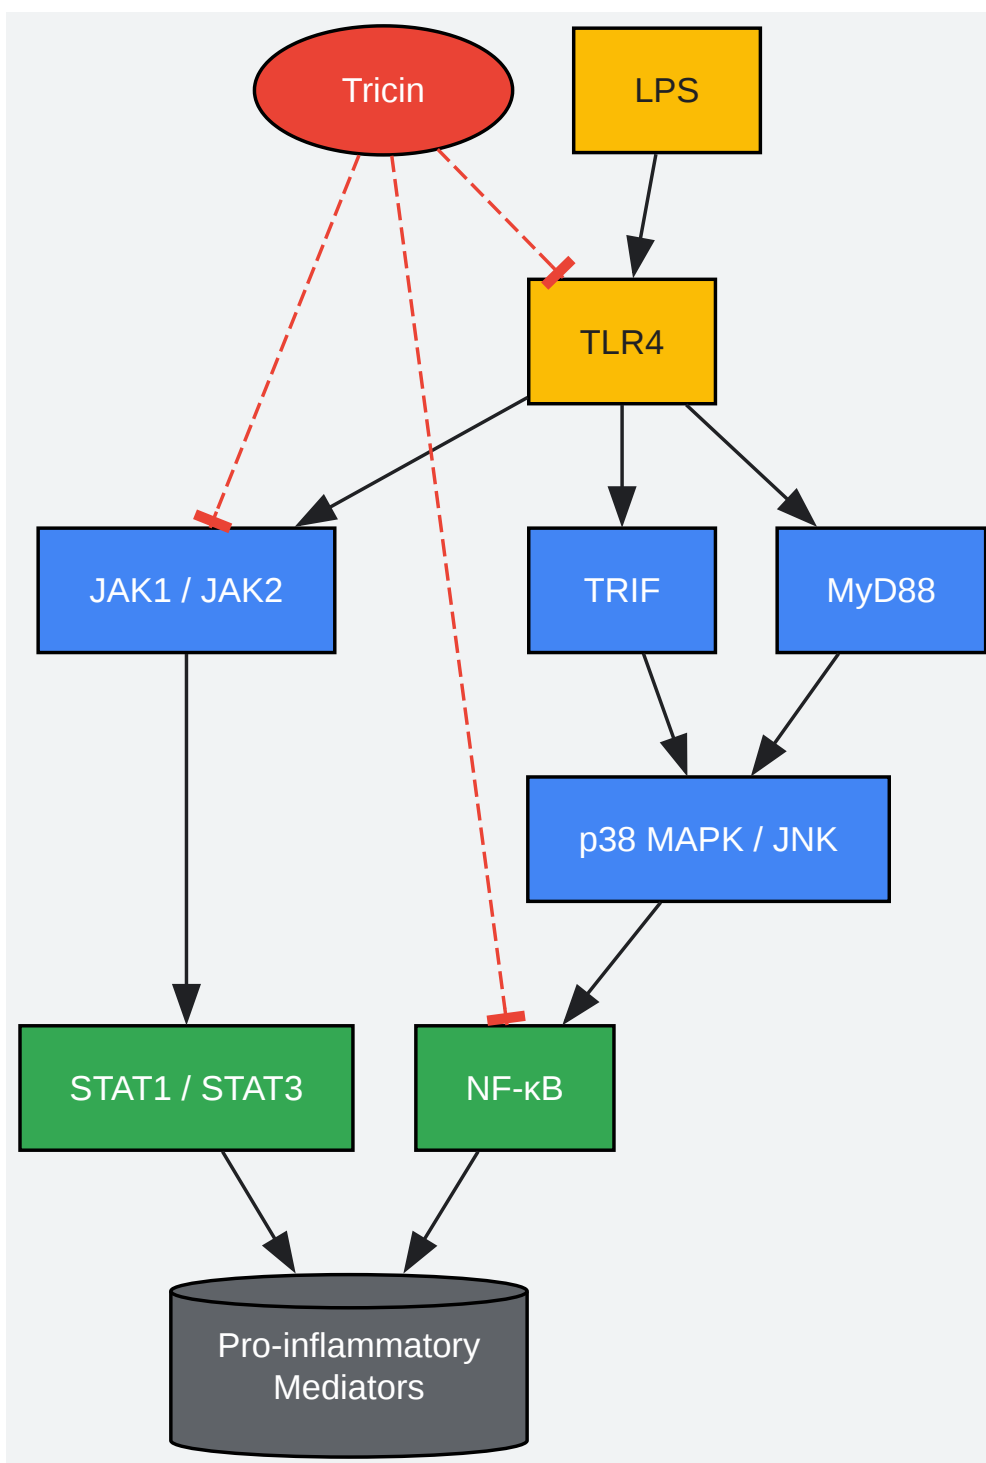 Tricin
LPS
TLR4
JAK1 / JAK2
TRIF
MyD88
p38 MAPK / JNK
STAT1 / STAT3
NF-κB
Pro-inflammatory
Mediators